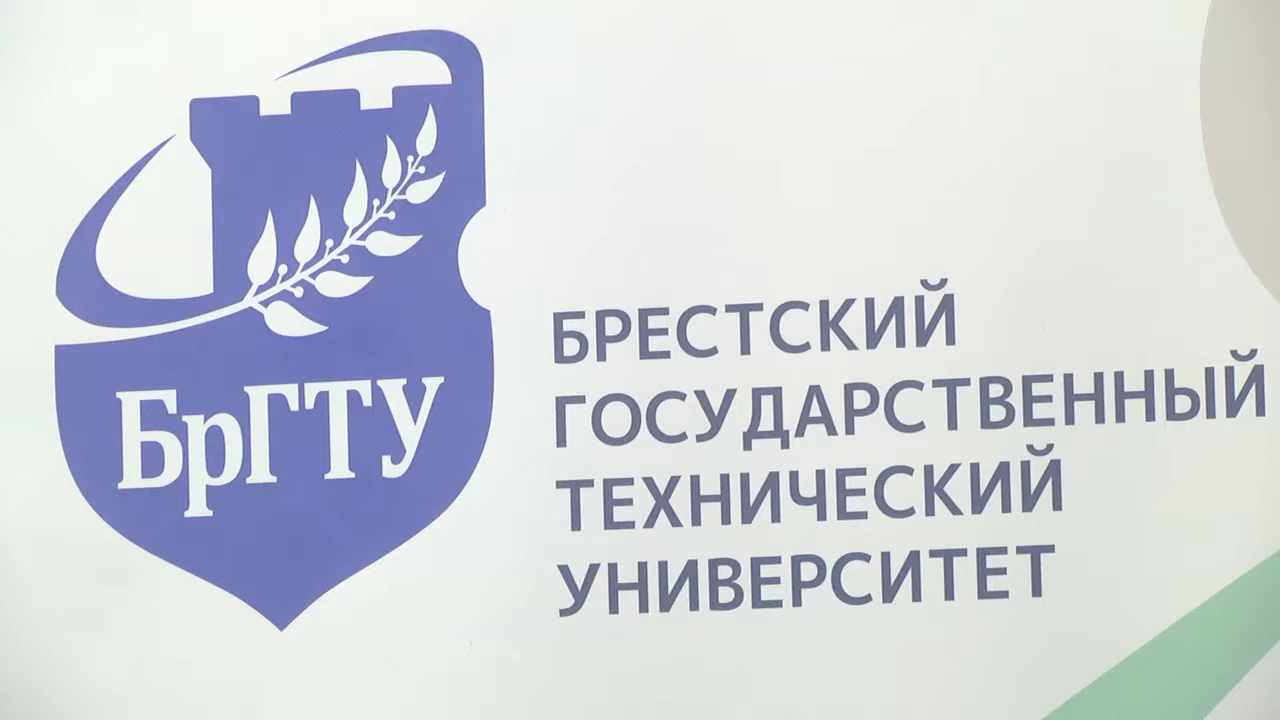 БрГТУ
БРЕСТСКИЙ
ГОСУДАРСТВЕННЫЙ
ТЕХНИЧЕСКИЙ
УНИВЕРСИТЕТ